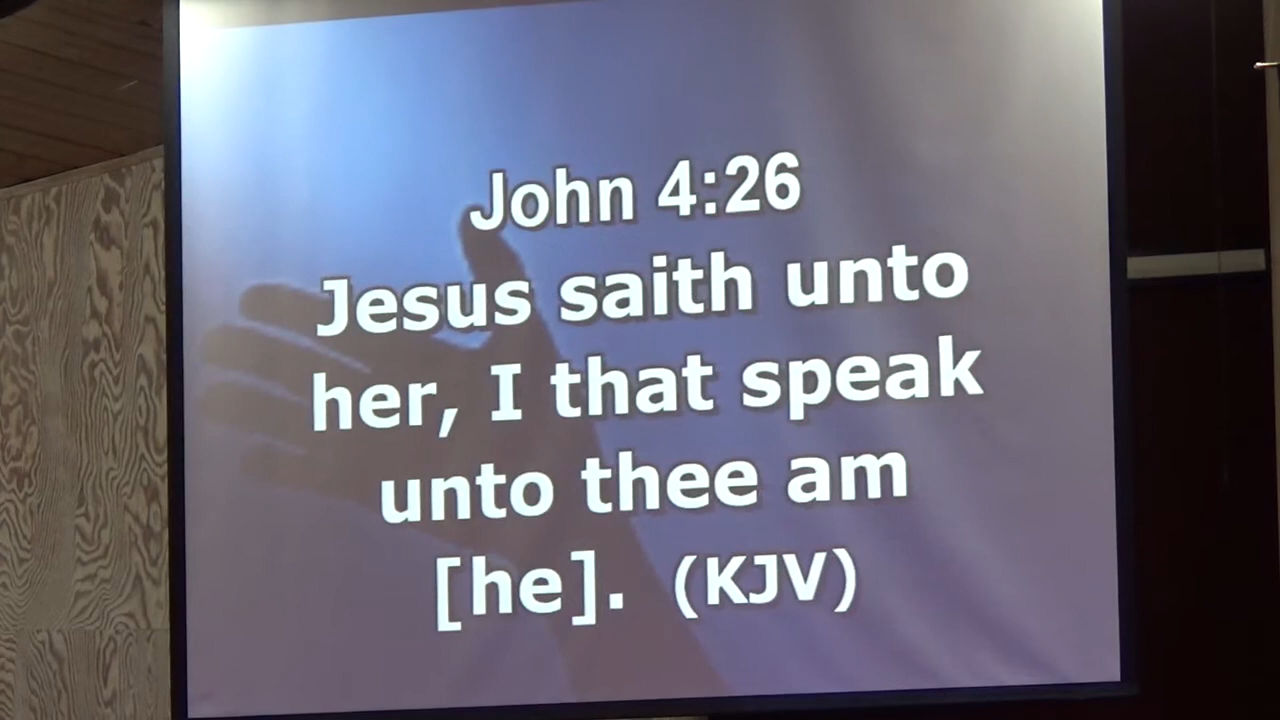 John 4:26
Jesus saith unto
her, I that speak
unto thee am
[he]. (KJV)